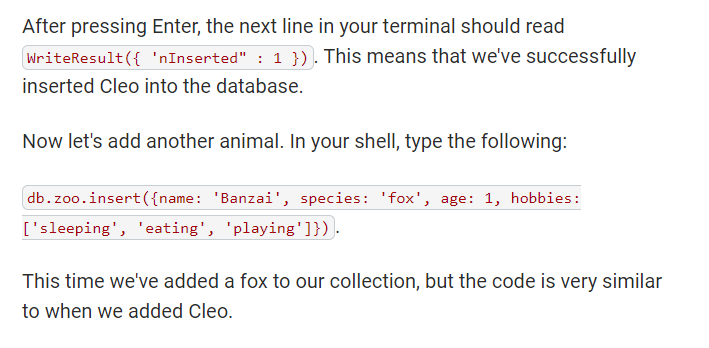 After pressing Enter, the next line in your terminal should read
WriteResult({ 'nInserted" : 1 }). This means that we've successfully
inserted Cleo into the database.
Now let's add another animal. In your shell, type the following:
db.zoo.insert({name: 'Banzai', species: 'fox', age: 1, hobbies:
['sleeping', 'eating', 'playing']}).
This time we've added a fox to our collection, but the code is very similar
to when we added Cleo.